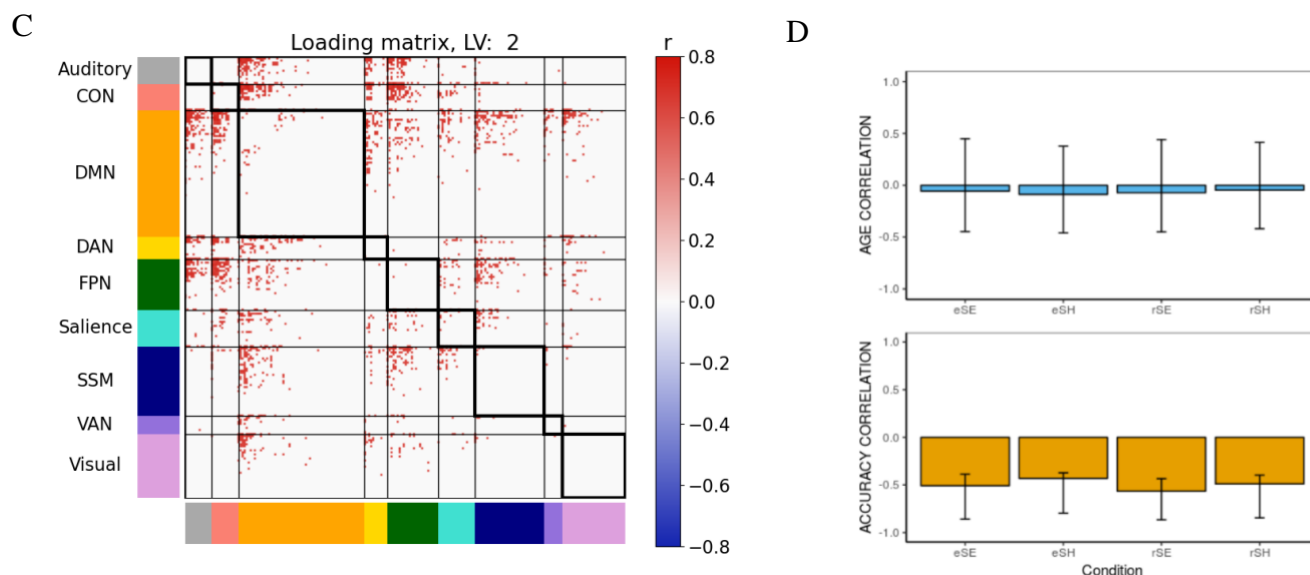 C
Loading matrix, LV: 2
r
Auditory
CON
DMN
DAN
FPN
Salience
SSM
VAN
Visual
0.8
0.6
0.4
0.2
0.0
−0.2
−0.4
−0.6
−0.8
D
AGE CORRELATION
1.0
0.5
0.0
-0.5
-1.0
eSE eSH rSE rSH
ACCURACY CORRELATION
1.0
0.5
0.0
-0.5
-1.0
eSE eSH rSE rSH
Condition